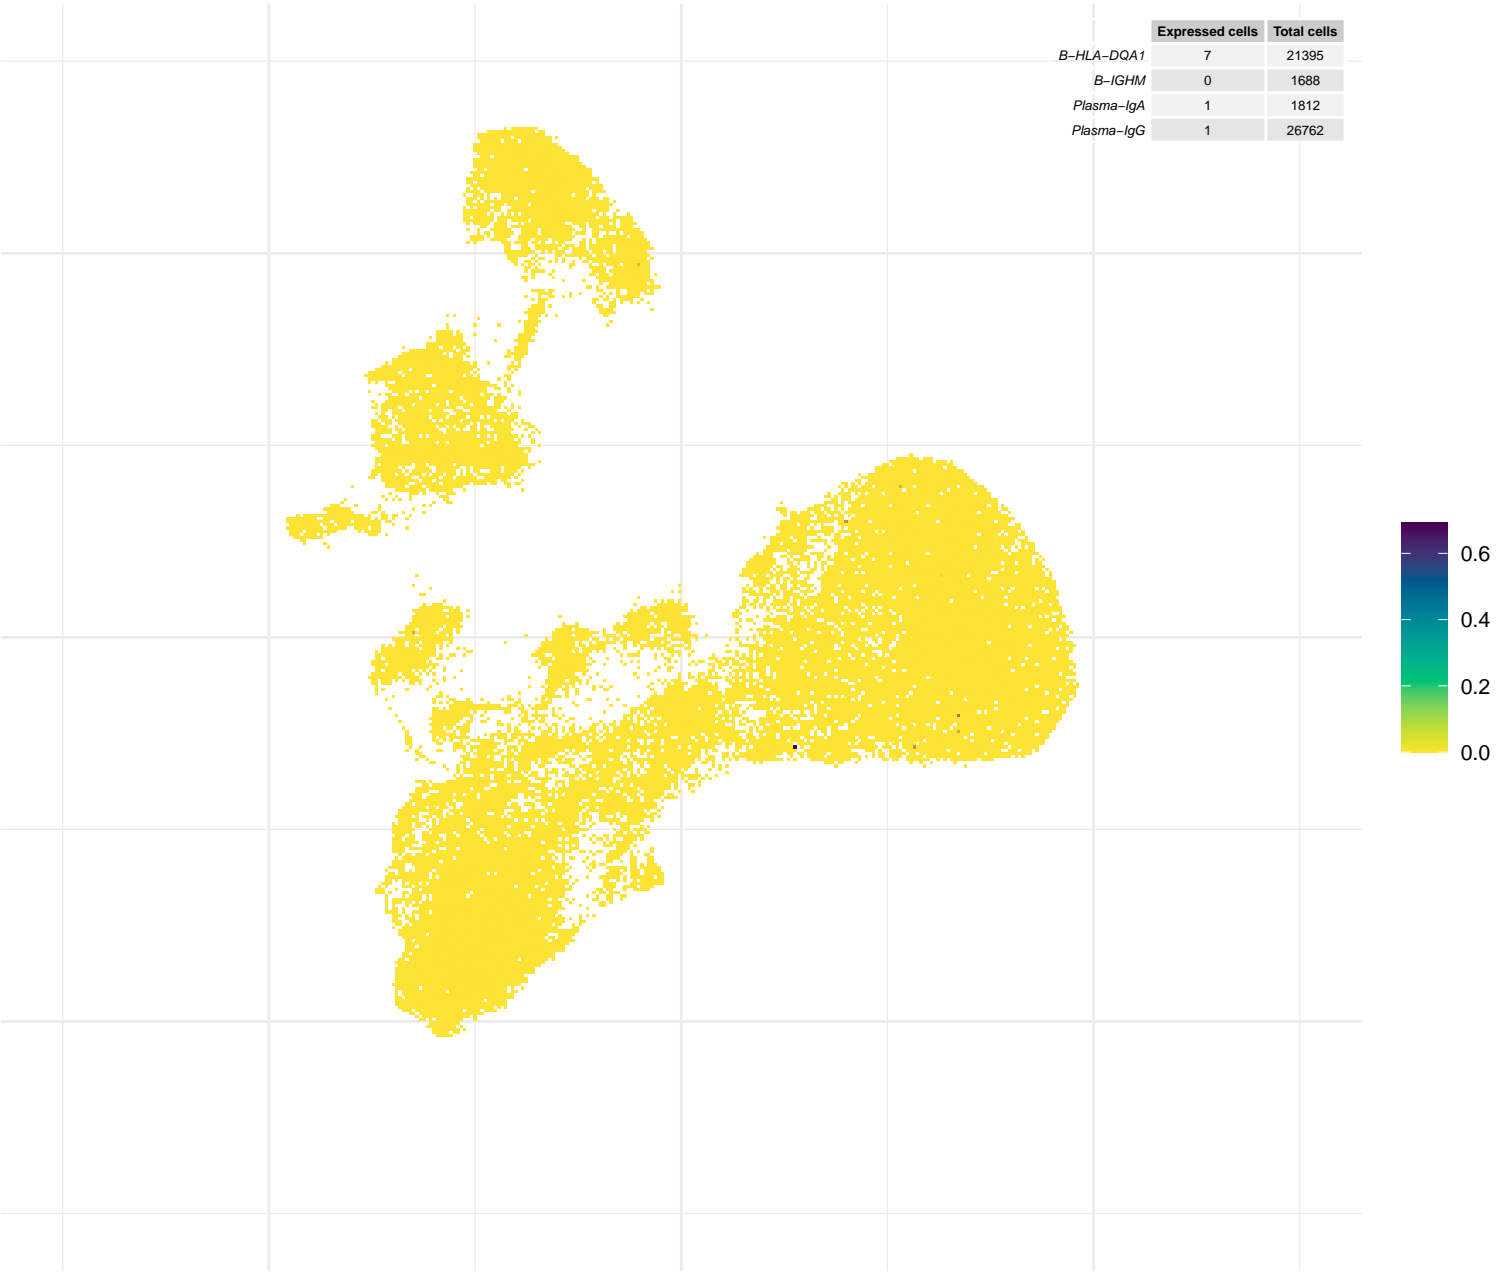 Expressed cells Total cells
B−HLA−DQA1 7 21395
B−IGHM 0 1688
Plasma−IgA 1 1812
Plasma−IgG 1 26762
0.6
0.4
0.2
0.0